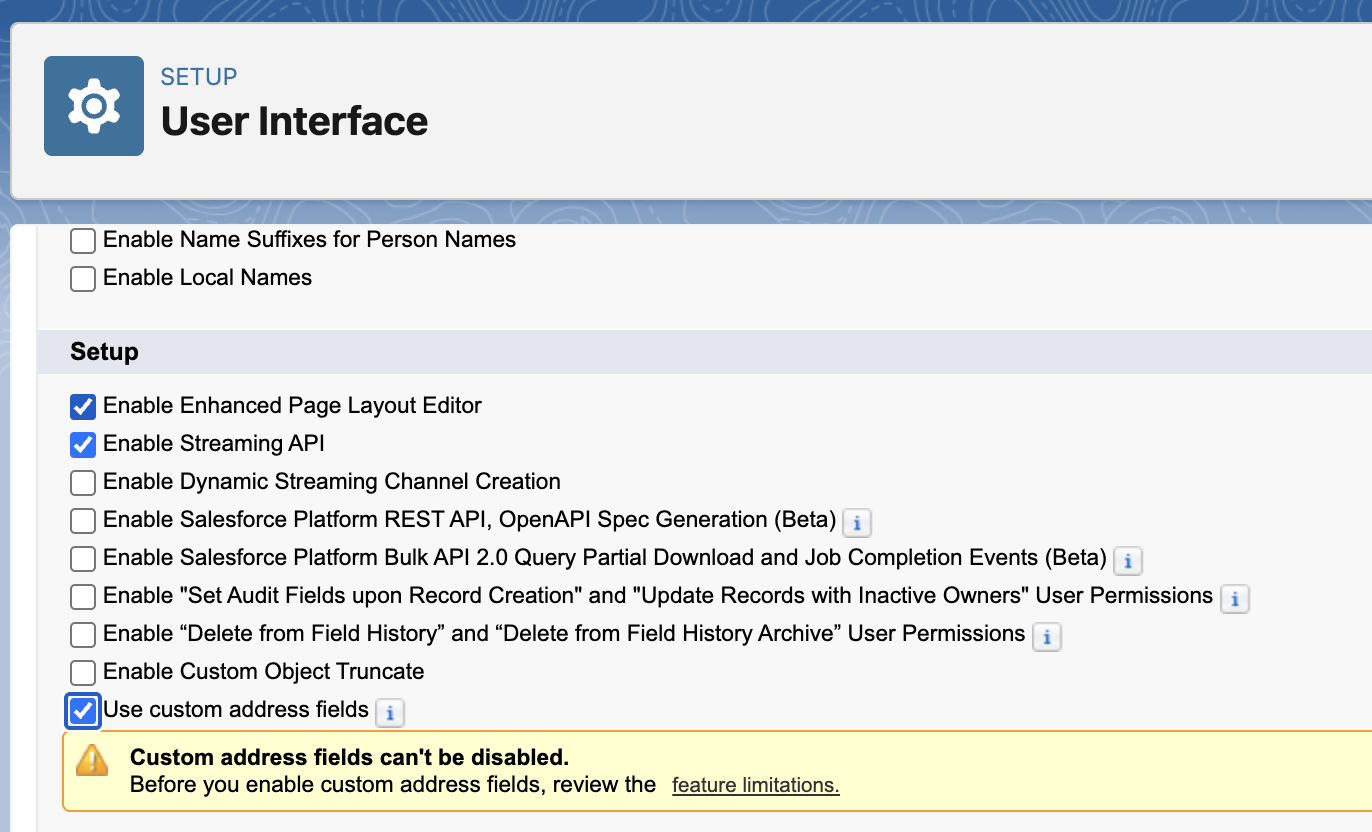 SETUP
User Interface
Enable Name Suffixes for Person Names
Enable Local Names
Setup
Enable Enhanced Page Layout Editor
Enable Streaming API
Enable Dynamic Streaming Channel Creation
Enable Salesforce Platform REST API, OpenAPI Spec Generation (Beta) i
Enable Salesforce Platform Bulk API 2.0 Query Partial Download and Job Completion Events (Beta) i
Enable "Set Audit Fields upon Record Creation" and "Update Records with Inactive Owners" User Permissions i
Enable “Delete from Field History” and “Delete from Field History Archive” User Permissions i
Enable Custom Object Truncate
Use custom address fields i
Custom address fields can't be disabled.
Before you enable custom address fields, review the feature limitations.